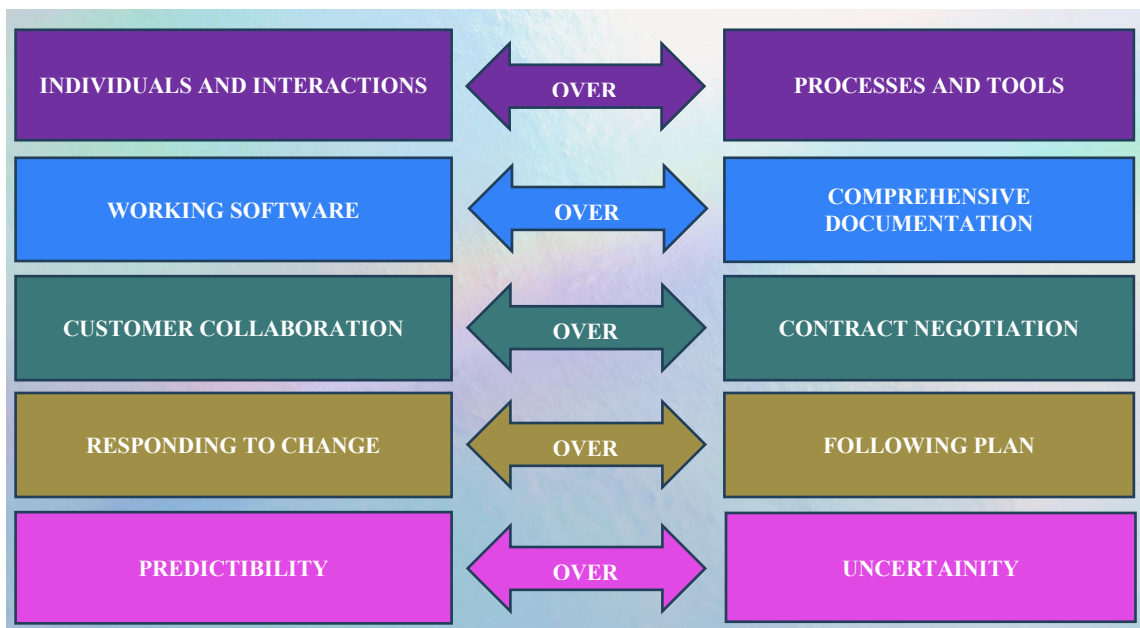 INDIVIDUALS AND INTERACTIONS
OVER
PROCESSES AND TOOLS
WORKING SOFTWARE
OVER
COMPREHENSIVE
DOCUMENTATION
CUSTOMER COLLABORATION
OVER
CONTRACT NEGOTIATION
RESPONDING TO CHANGE
OVER
FOLLOWING PLAN
PREDICTIBILITY
OVER
UNCERTAINITY